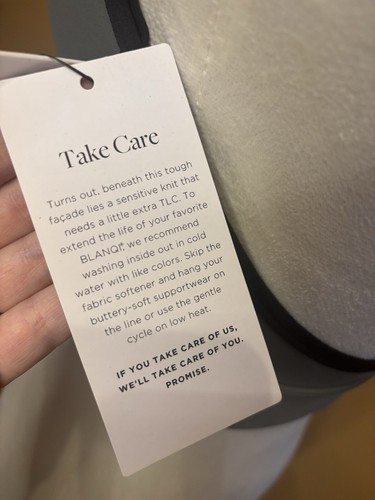 Take Care
Turns out, beneath this tough
façade lies a sensitive knit that
needs a little extra TLC. To
extend the life of your favorite
BLANQI®, we recommend
washing inside out in cold
water with like colors. Skip the
fabric softener and hang your
buttery-soft supportwear on
the line or use the gentle
cycle on low heat.
IF YOU TAKE CARE OF US,
WE'LL TAKE CARE OF YOU.
PROMISE.